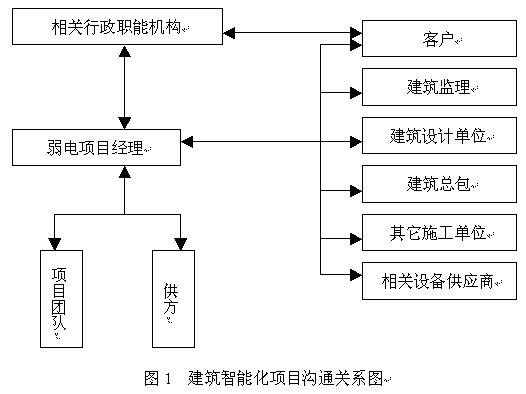 相关行政职能机构
客户
建筑监理
弱电项目经理
建筑设计单位
建筑总包
其它施工单位
相关设备供应商
项目团队
供方
图1 建筑智能化项目沟通关系图